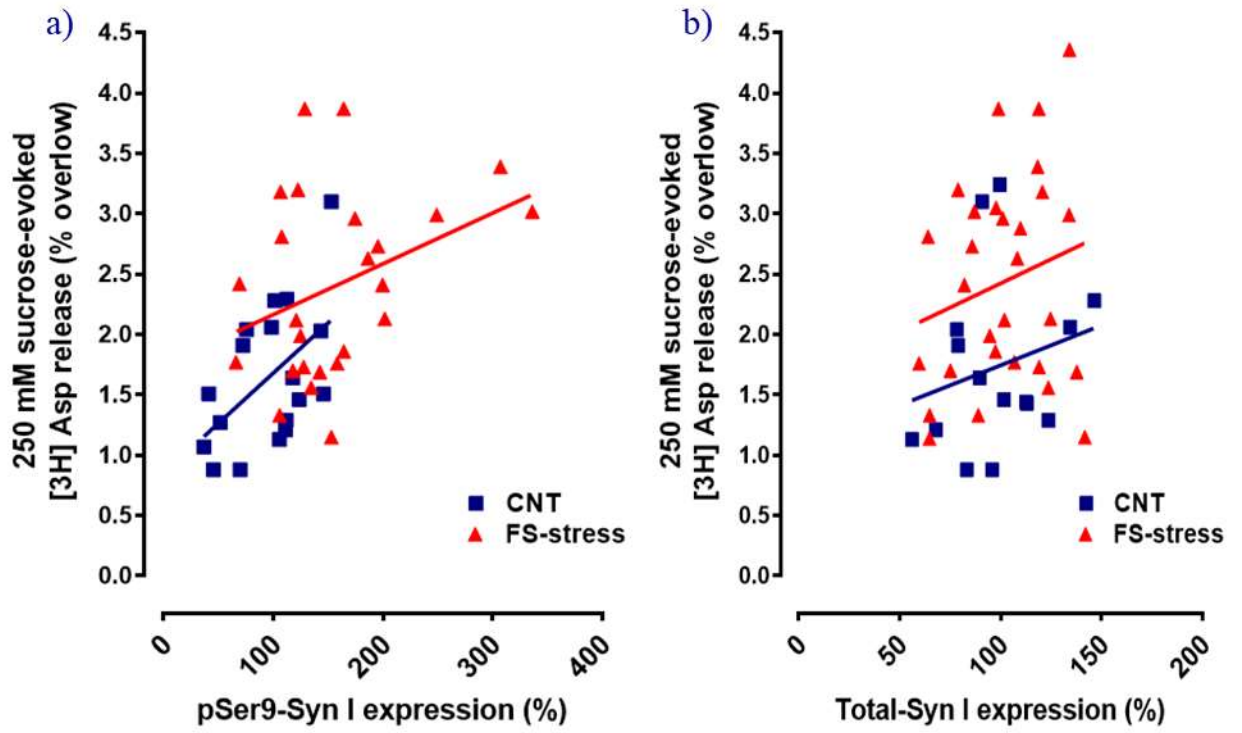 a)
250 mM sucrose-evoked
[3H] Asp release (% overlow)
4.5
4.0
3.5
3.0
2.5
2.0
1.5
1.0
0.5
0.0
CNT
FS-stress
0
100
200
300
400
pSer9-Syn I expression (%)
b)
250 mM sucrose-evoked
[3H] Asp release (% overlow)
4.5
4.0
3.5
3.0
2.5
2.0
1.5
1.0
0.5
0.0
CNT
FS-stress
0
50
100
150
200
Total-Syn I expression (%)